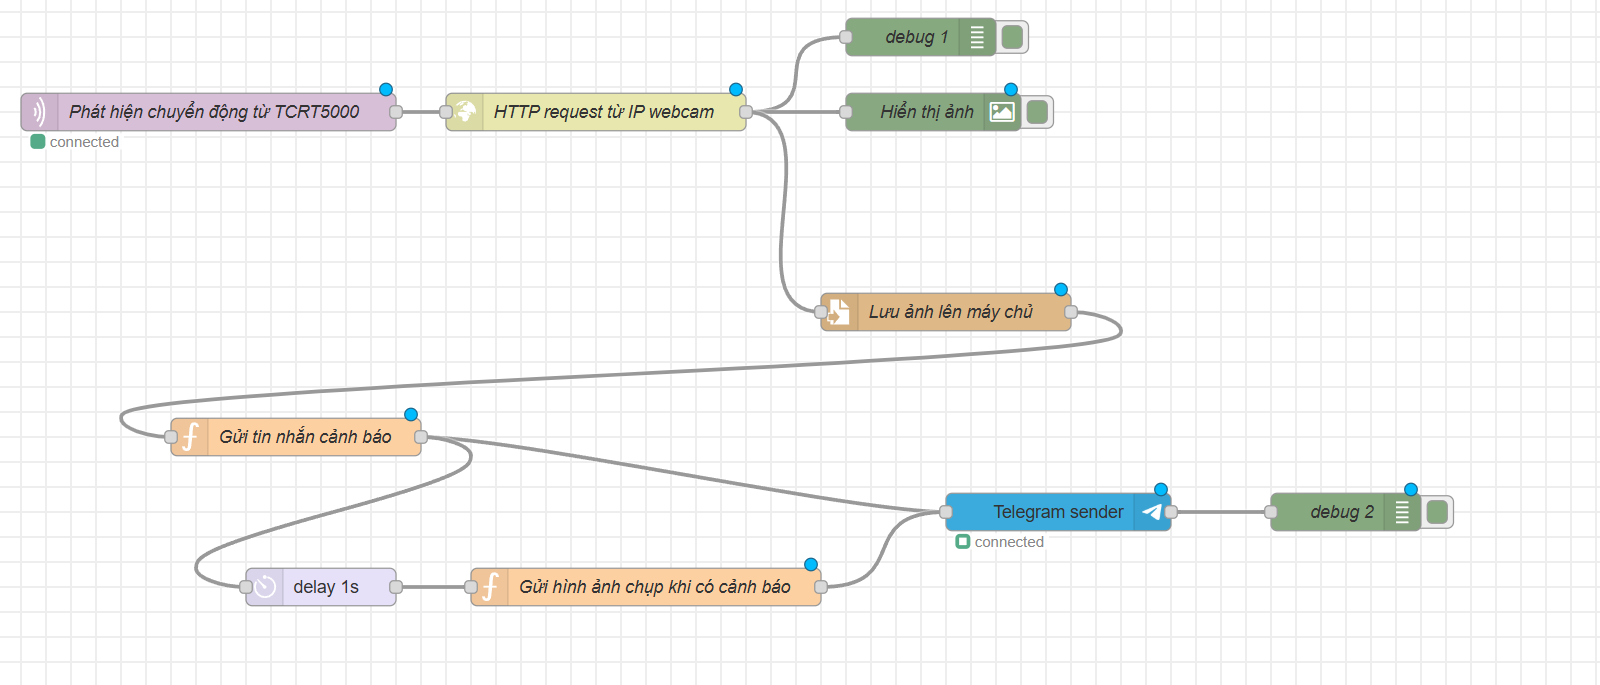 debug 1
Phát hiện chuyển động từ TCRT5000
HTTP request từ IP webcam
Hiển thị ảnh
connected
Lưu ảnh lên máy chủ
Gửi tin nhắn cảnh báo
Telegram sender
debug 2
connected
delay 1s
Gửi hình ảnh chụp khi có cảnh báo